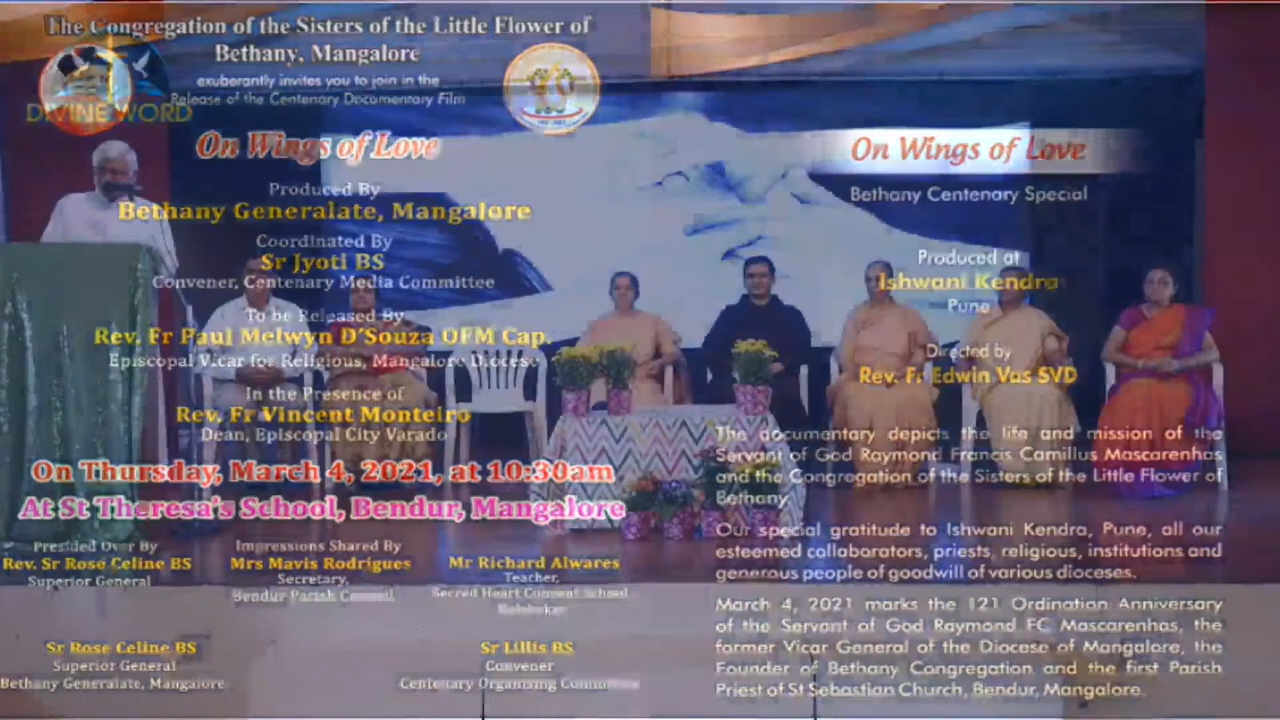 The Congregation of the Sisters of the Little Flower of
Bethany, Mangalore
exuberantly invites you to join in the
Release of the Centenary Documentary Film
DIVINE WORD
On Wings of Love
Produced By
Bethany Generalate, Mangalore
Coordinated By
Sr Jyoti BS
Convener, Centenary Media Committee
To be Released By
Rev. Fr Paul Melwyn D'Souza OFM Cap.
Episcopal Vicar for Religious, Mangalore Diocese
In the Presence of
Rev. Fr Vincent Monteiro
Dean, Episcopal City Varado
On Thursday, March 4, 2021, at 10:30am
At St Theresa's School, Bendur, Mangalore
Presided Over By
Rev. Sr Rose Celine BS
Superior General
Impressions Shared By
Mrs Mavis Rodrigues
Secretary,
Bendur Parish Council
Mr Richard Alwares
Teacher,
Sacred Heart Convent School
Sr Rose Celine BS
Superior General
Bethany Generalate, Mangalore
Sr Lillis BS
Convener
Centenary Organising Committee
On Wings of Love
Bethany Centenary Special
Produced at
Ishwani Kendra
Pune
Directed by
Rev. Fr Edwin Vas SVD
The documentary depicts the life and mission of the
Servant of God Raymond Francis Camillus Mascarenhas
and the Congregation of the Sisters of the Little Flower of
Bethany.
Our special gratitude to Ishwani Kendra, Pune, all our
esteemed collaborators, priests, religious, institutions and
generous people of goodwill of various dioceses.
March 4, 2021 marks the 121 Ordination Anniversary
of the Servant of God Raymond FC Mascarenhas, the
former Vicar General of the Diocese of Mangalore, the
Founder of Bethany Congregation and the first Parish
Priest of St Sebastian Church, Bendur, Mangalore.